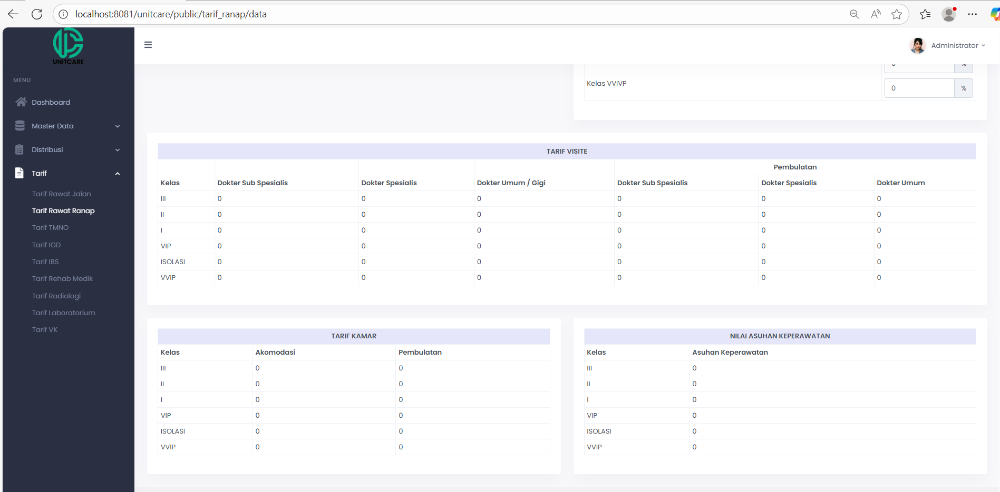 localhost:8081/unitcare/public/tarif_ranap/data
UNITCARE
Administrator
MENU
Dashboard
Master Data
Distribusi
Tarif
Tarif Rawat Jalan
Tarif Rawat Ranap
Tarif TMNO
Tarif IGD
Tarif IBS
Tarif Rehab Medik
Tarif Radiologi
Tarif Laboratorium
Tarif VK
Kelas VVIVP 0 %
TARIF VISITE
Pembulatan
Kelas Dokter Sub Spesialis Dokter Spesialis Dokter Umum / Gigi Dokter Sub Spesialis Dokter Spesialis Dokter Umum
III 0 0 0 0 0 0
II 0 0 0 0 0 0
I 0 0 0 0 0 0
VIP 0 0 0 0 0 0
ISOLASI 0 0 0 0 0 0
VVIP 0 0 0 0 0 0
TARIF KAMAR
Kelas Akomodasi Pembulatan
III 0 0
II 0 0
I 0 0
VIP 0 0
ISOLASI 0 0
VVIP 0 0
NILAI ASUHAN KEPERAWATAN
Kelas Asuhan Keperawatan
III 0
II 0
I 0
VIP 0
ISOLASI 0
VVIP 0